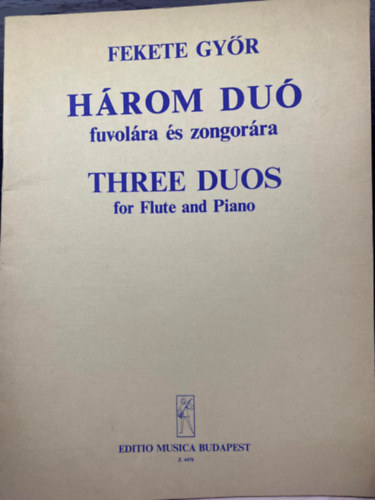 FEKETE GYŐR
HÁROM DUÓ
fuvolára és zongorára
THREE DUOS
for Flute and Piano
EDITIO MUSICA BUDAPEST